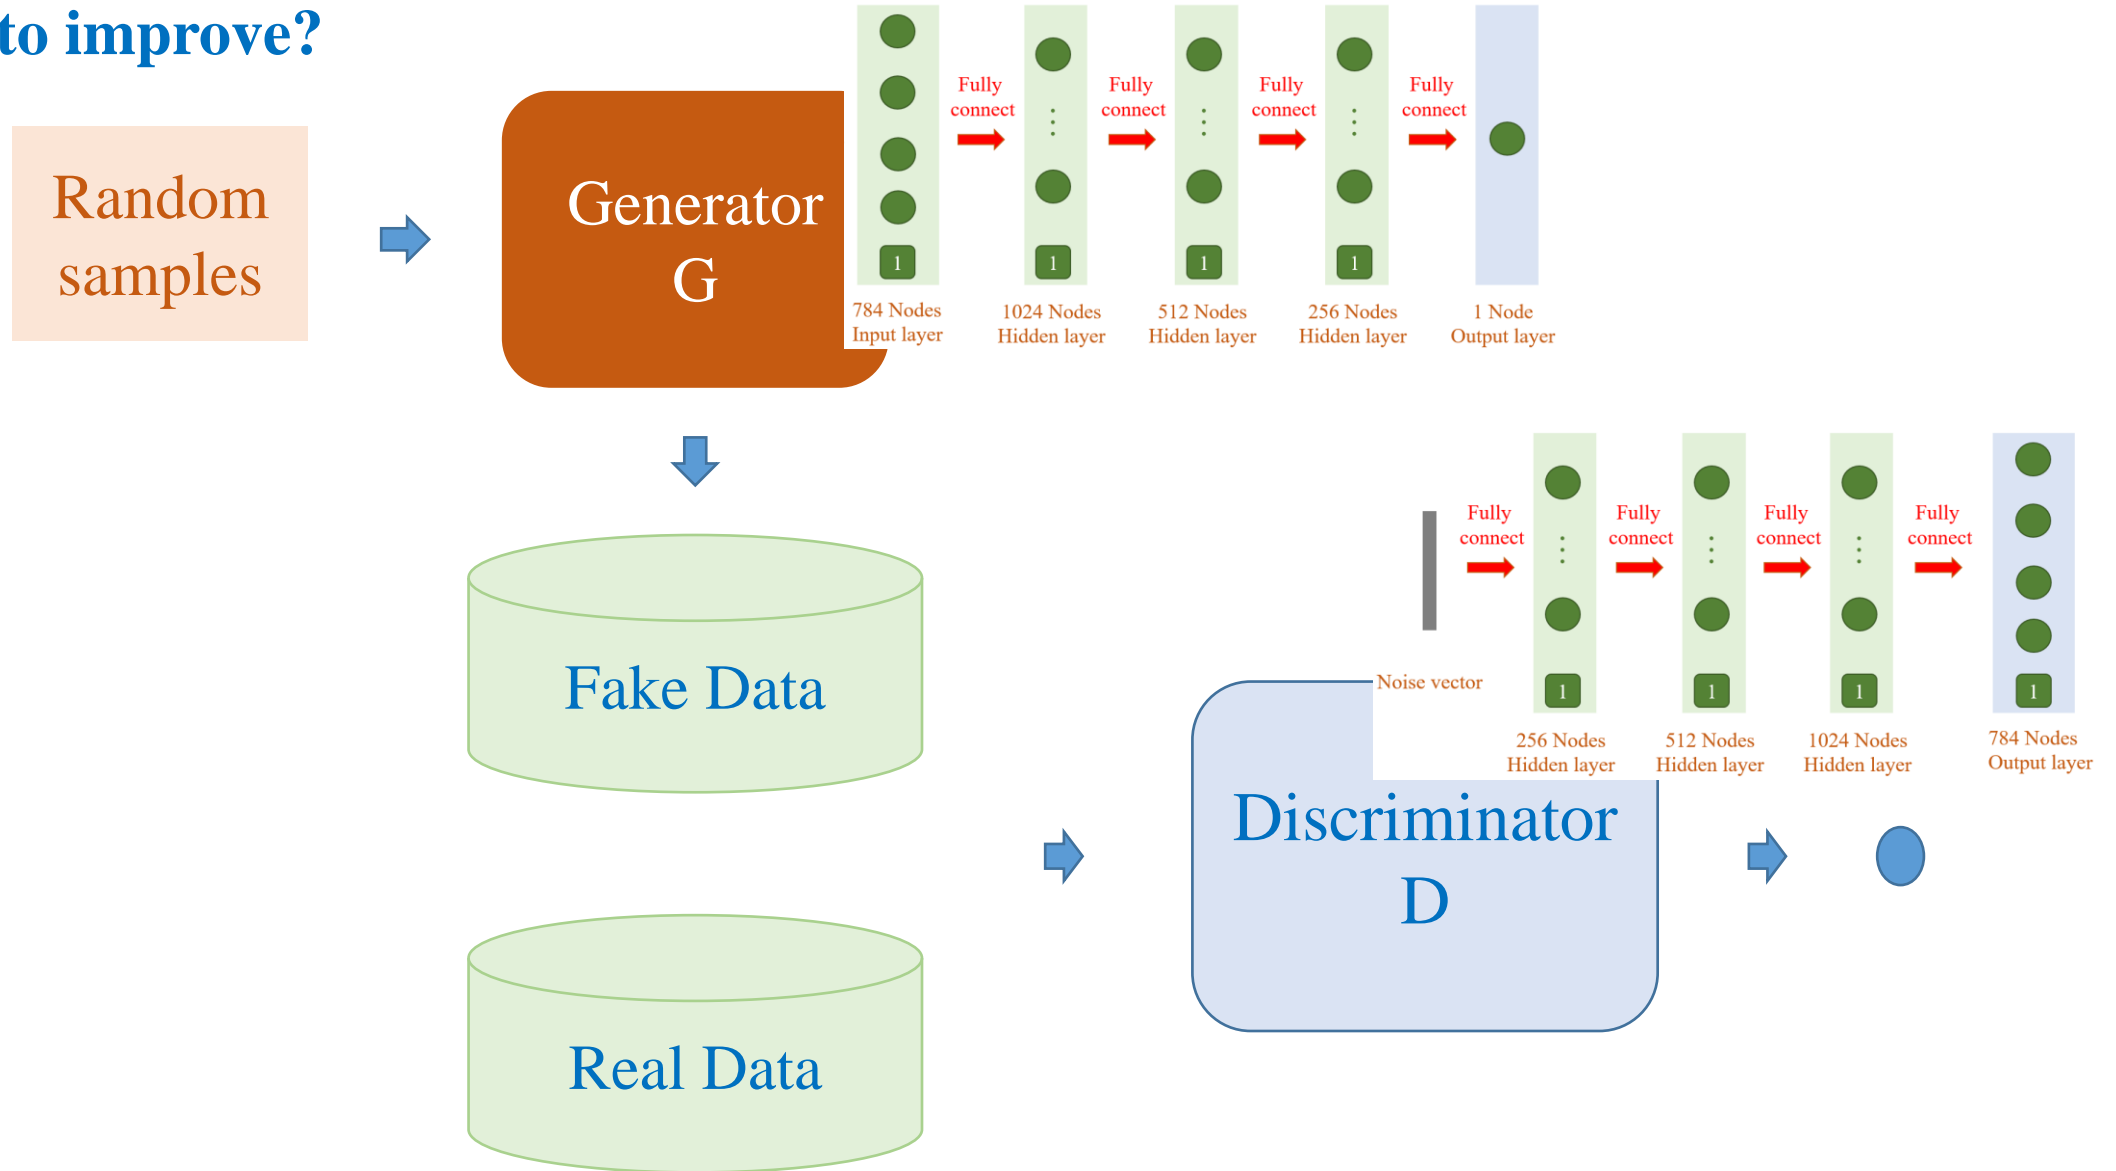 to improve?
Random
samples
Generator
G
Fully
connect
Fully
connect
Fully
connect
Fully
connect
1
1
1
1
784 Nodes
Input layer
1024 Nodes
Hidden layer
512 Nodes
Hidden layer
256 Nodes
Hidden layer
1 Node
Output layer
Fake Data
Real Data
Noise vector
Fully
connect
Fully
connect
Fully
connect
Fully
connect
1
1
1
1
256 Nodes
Hidden layer
512 Nodes
Hidden layer
1024 Nodes
Hidden layer
784 Nodes
Output layer
Discriminator
D